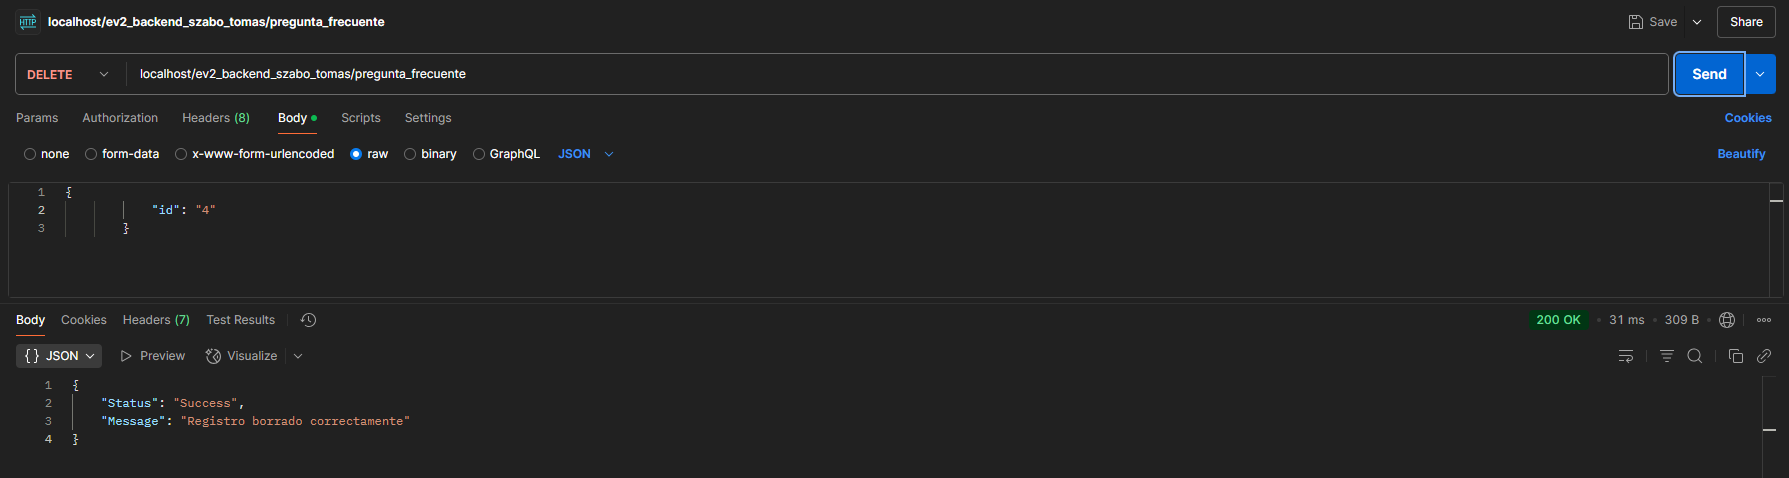 HTTP localhost/ev2_backend_szabo_tomas/pregunta_frecuente Save Share
DELETE localhost/ev2_backend_szabo_tomas/pregunta_frecuente Send
Params Authorization Headers (8) Body Scripts Settings Cookies
none form-data x-www-form-urlencoded raw binary GraphQL JSON Beautify
1 {
2 "id": "4"
3 }
Body Cookies Headers (7) Test Results 200 OK • 31 ms • 309 B
{} JSON Preview Visualize
1 {
2 "Status": "Success",
3 "Message": "Registro borrado correctamente"
4 }